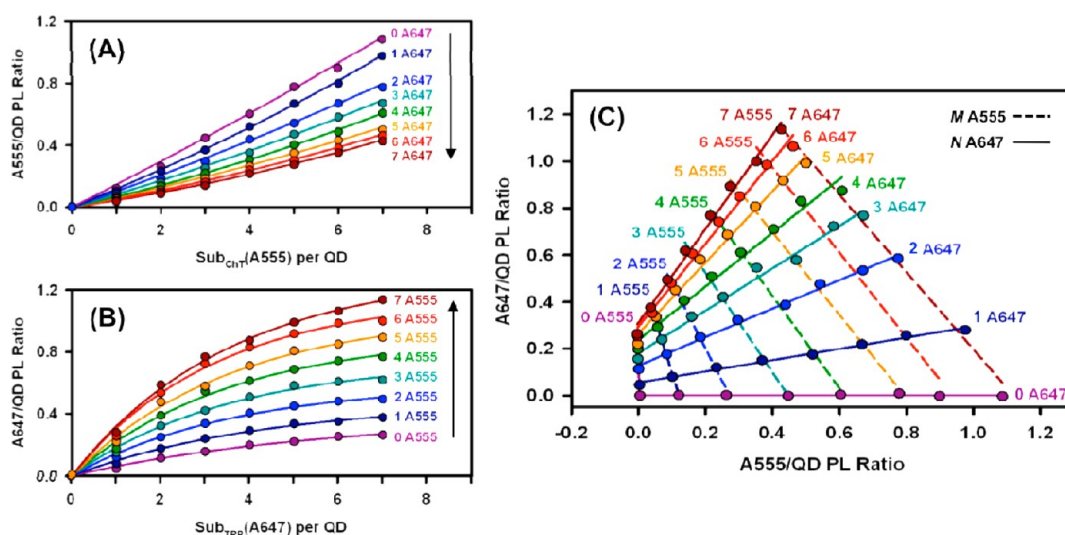 (A)
A555/QD PL Ratio
1.2
0.8
0.4
0.0
0 A647
1 A647
2 A647
3 A647
4 A647
5 A647
6 A647
7 A647
0 2 4 6 8
Sub ChT (A555) per QD
(B)
A647/QD PL Ratio
1.2
0.8
0.4
0.0
7 A555
6 A555
5 A555
4 A555
3 A555
2 A555
1 A555
0 A555
0 2 4 6 8
(A647) per QD
(C)
A647/QD PL Ratio
1.2
1.0
0.8
0.6
0.4
0.2
0.0
7 A555
6 A555
5 A555
4 A555
3 A555
2 A555
1 A555
0 A555
7 A647
6 A647
5 A647
4 A647
3 A647
2 A647
1 A647
0 A647
M A555
N A647
-0.2 0.0 0.2 0.4 0.6 0.8 1.0 1.2
A555/QD PL Ratio